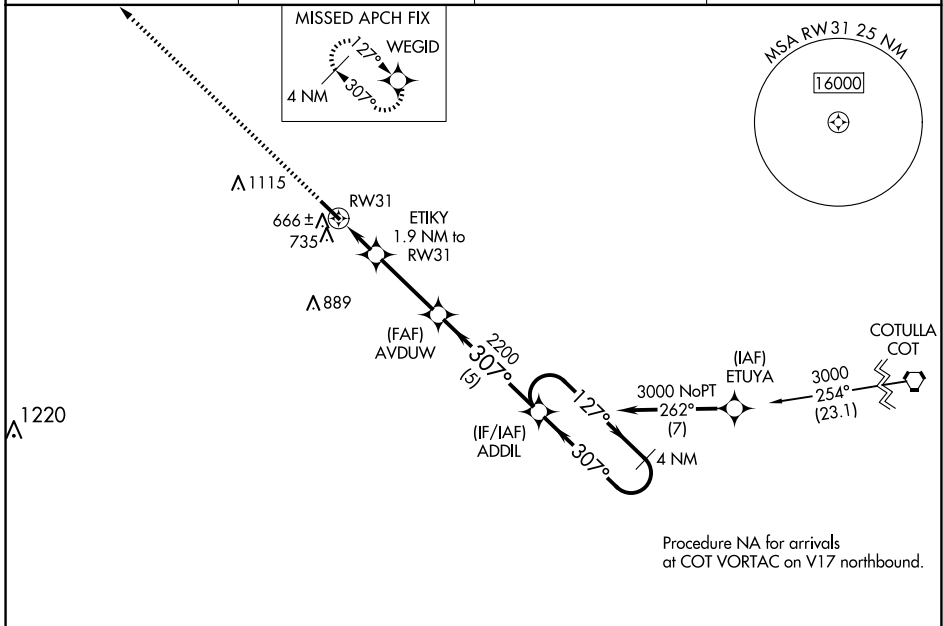 MISSED APCH FIX
WEGID
127°
307°
4 NM
MSA RW31 25 NM
16000
1115
RW31
666 ±
735
ETIKY
1.9 NM to
RW31
889
(FAF)
AVDUW
2200
307°
(5)
COTULLA
COT
(IAF)
ETUYA
3000
254°
(23.1)
3000 NoPT
262°
(7)
127°
(IF/IAF)
ADDIL
307°
4 NM
1220
Procedure NA for arrivals
at COT VORTAC on V17 northbound.